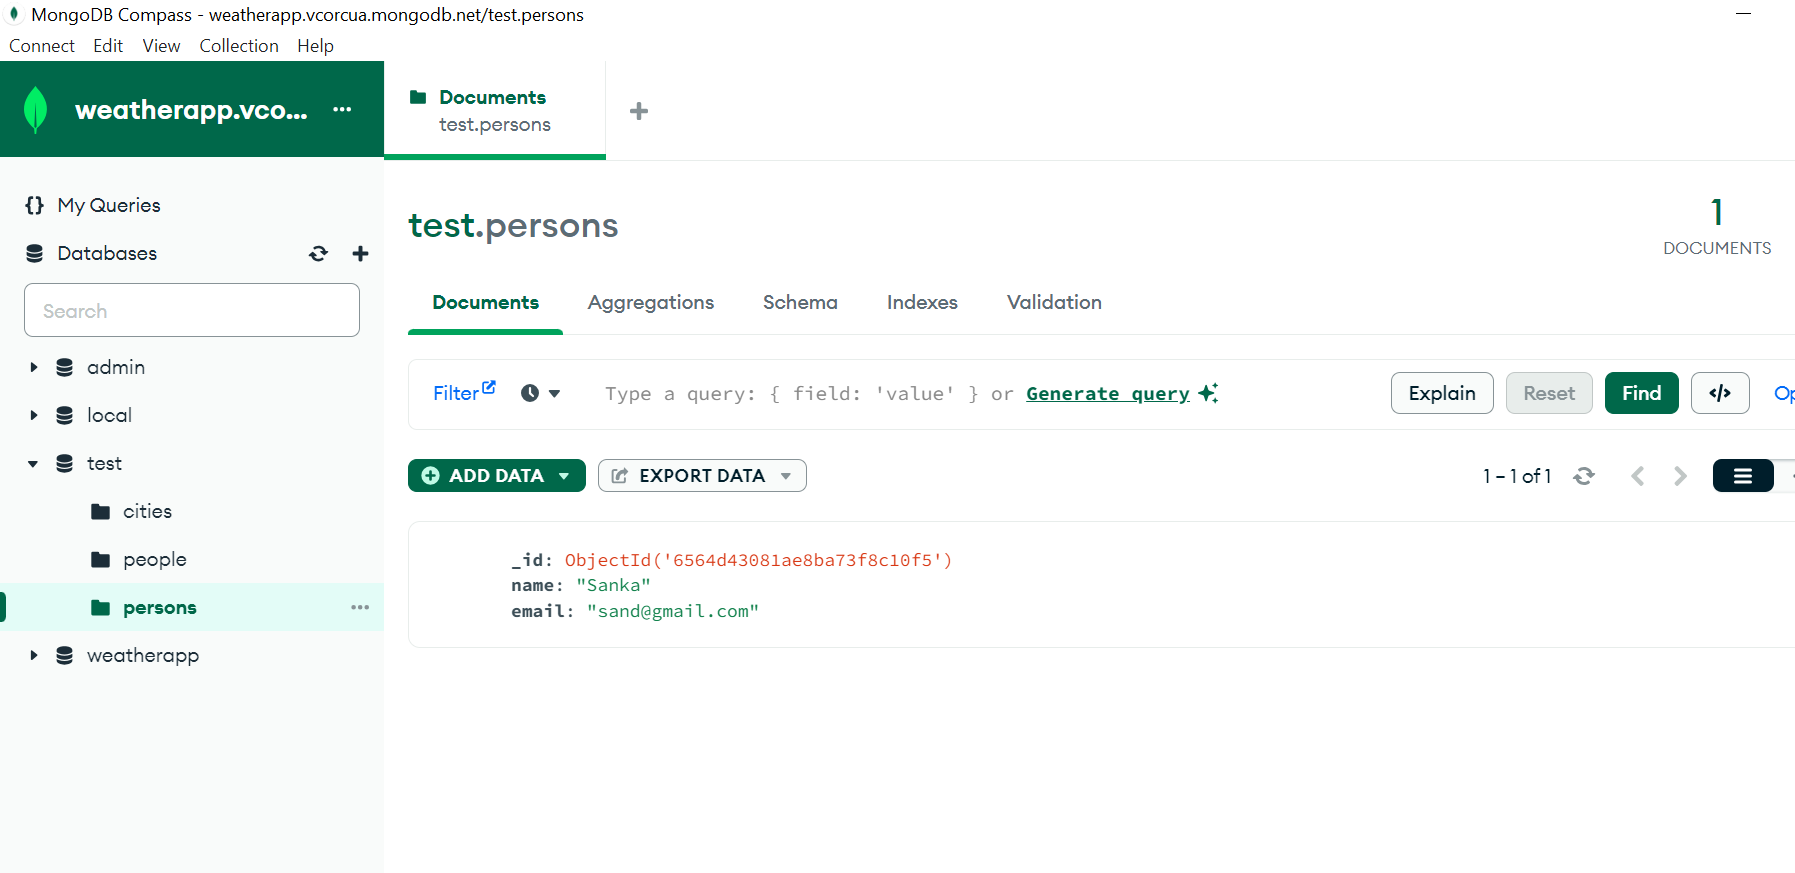 MongoDB Compass - weatherapp.vcorcua.mongodb.net/test.persons
Connect Edit View Collection Help
weatherapp.vco... ...
Documents
test.persons
+
{} My Queries
Databases
Search
admin
local
test
cities
people
persons ...
weatherapp
test.persons
1
DOCUMENTS
Documents Aggregations Schema Indexes Validation
Filter Type a query: { field: 'value' } or Generate query Explain Reset Find </>
ADD DATA EXPORT DATA 1 – 1 of 1
_id: ObjectId('6564d43081ae8ba73f8c10f5')
name: "Sanka"
email: "sand@gmail.com"